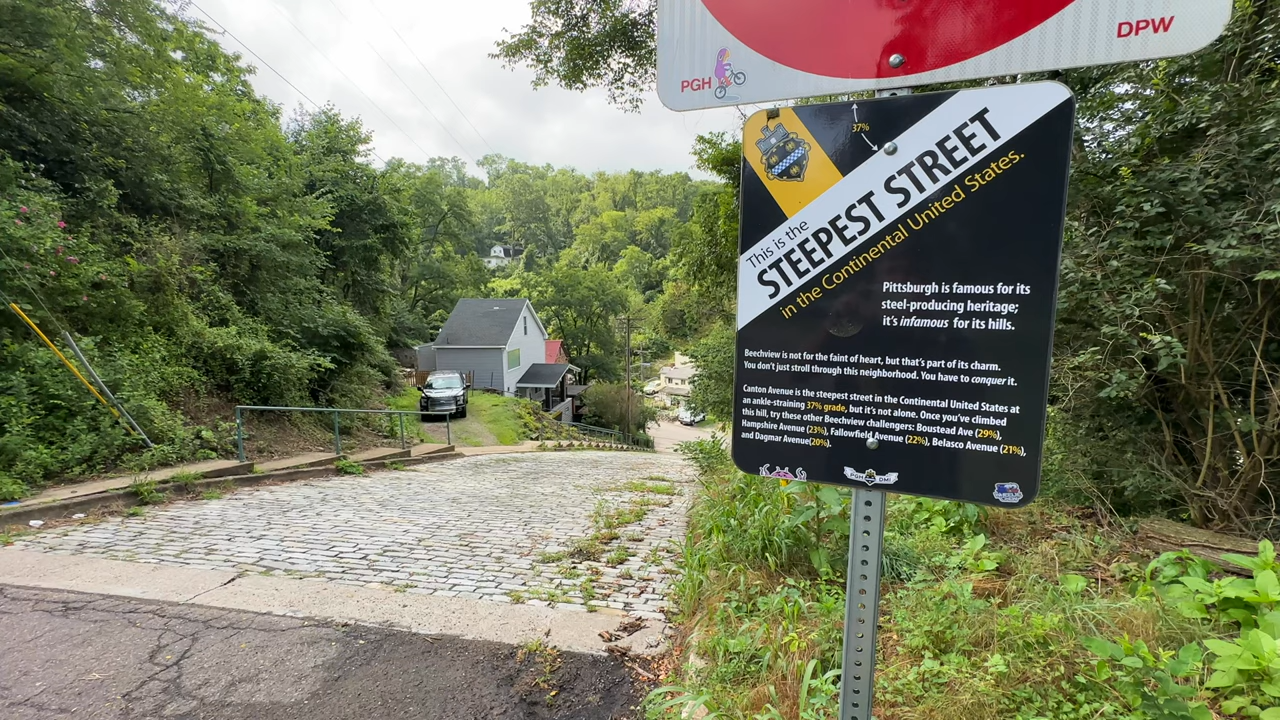 DPW
PGH
37%
This is the
STEEPEST STREET
in the Continental United States.
Pittsburgh is famous for its
steel-producing heritage;
it's infamous for its hills.
Beechview is not for the faint of heart, but that's part of its charm.
You don't just stroll through this neighborhood. You have to conquer it.
Canton Avenue is the steepest street in the Continental United States at
an ankle-straining 37% grade, but it's not alone. Once you've climbed
this hill, try these other Beechview challengers: Boustead Ave (29%),
Hampshire Avenue (23%), Fallowfield Avenue (22%), Belasco Avenue (21%),
and Dagmar Avenue(20%).
PGH DMI